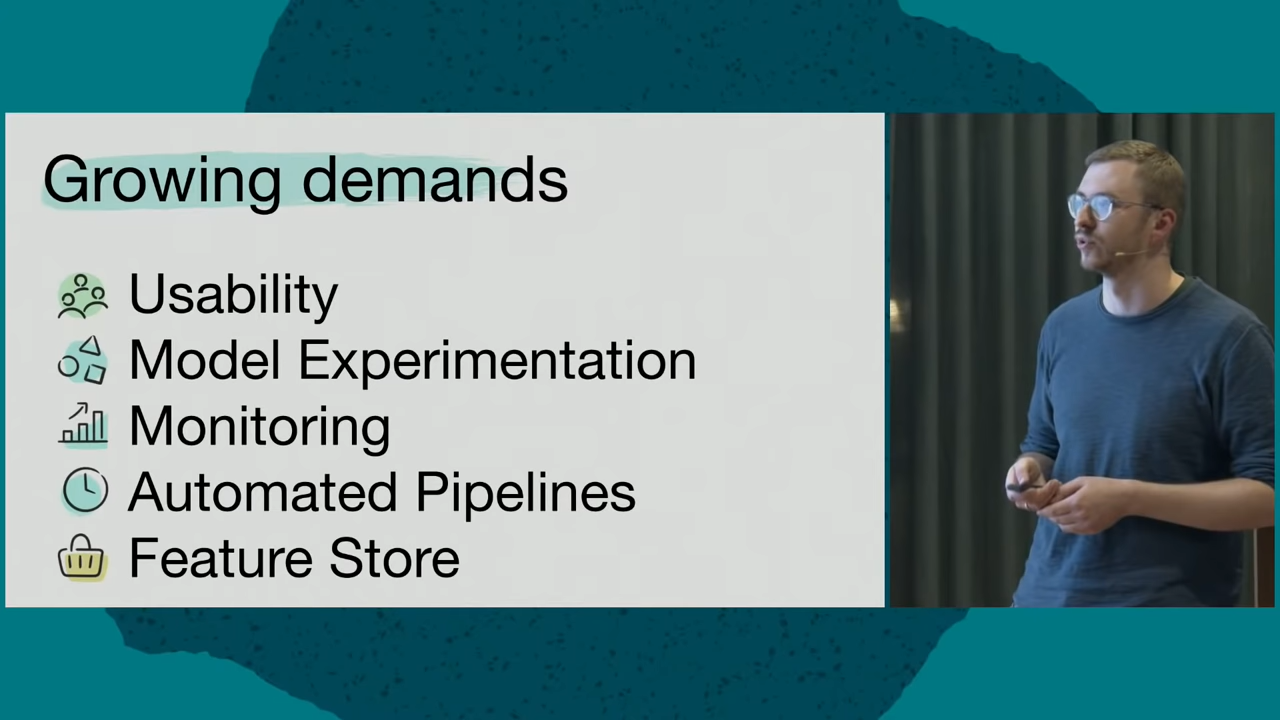 Growing demands
Usability
Model Experimentation
Monitoring
Automated Pipelines
Feature Store